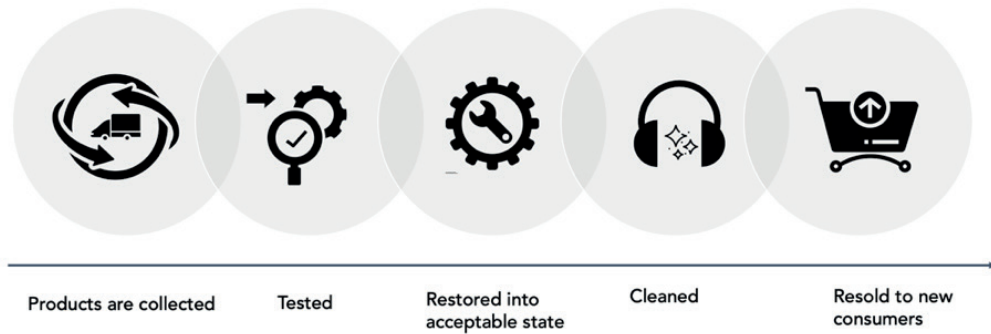 Products are collected
Tested
Restored into
acceptable state
Cleaned
Resold to new
consumers